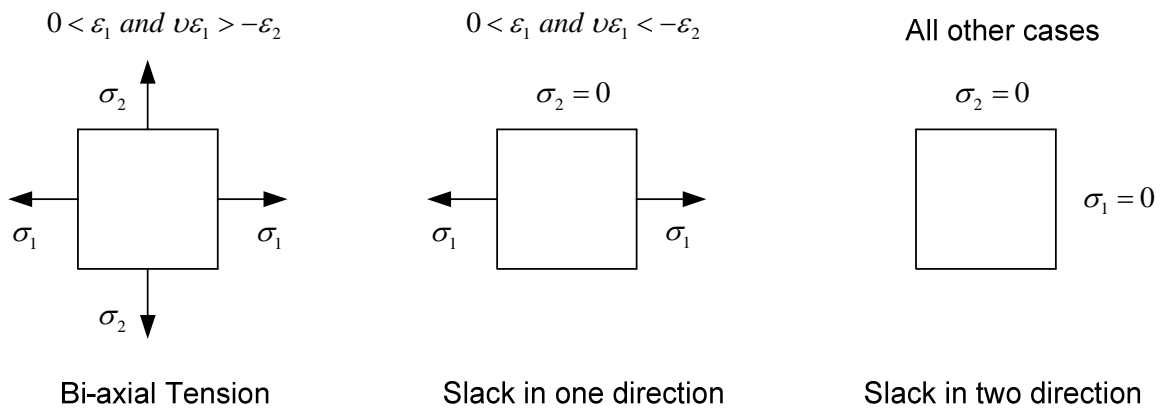 0 < ε₁ and υε₁ > −ε₂
σ₂
σ₁
σ₁
σ₂
Bi-axial Tension
0 < ε₁ and υε₁ < −ε₂
σ₂ = 0
σ₁
σ₁
Slack in one direction
All other cases
σ₂ = 0
σ₁ = 0
Slack in two direction